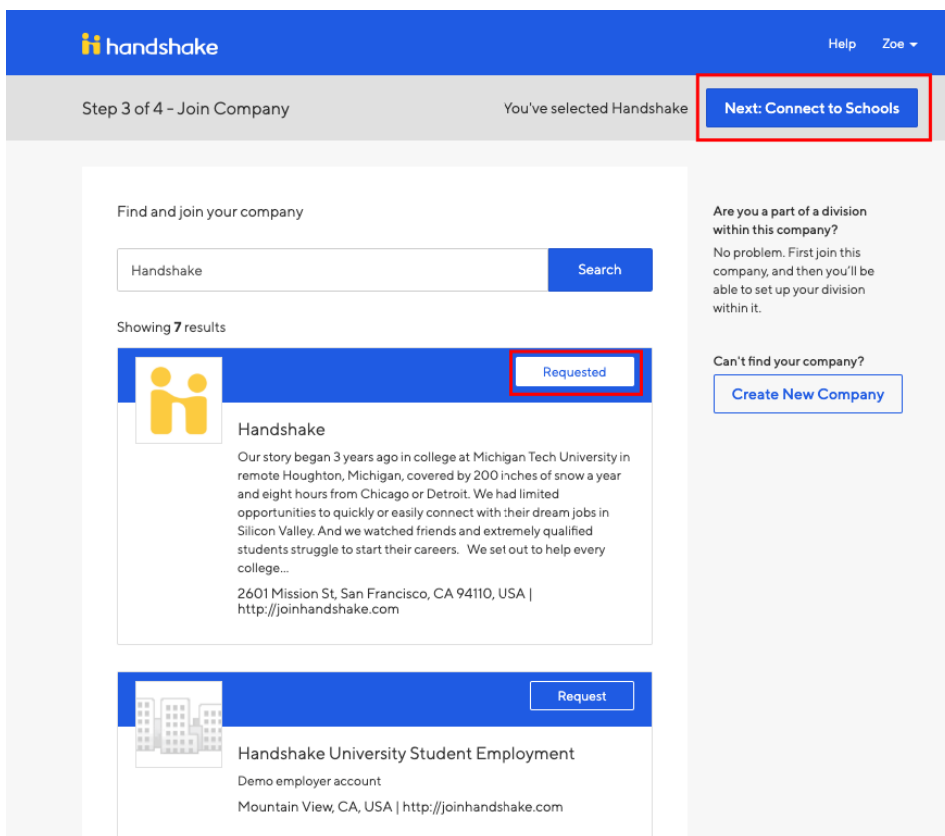 handshake
Help Zoe
Step 3 of 4 - Join Company You've selected Handshake Next: Connect to Schools
Find and join your company
Handshake Search
Showing 7 results
Requested
Handshake
Our story began 3 years ago in college at Michigan Tech University in
remote Houghton, Michigan, covered by 200 inches of snow a year
and eight hours from Chicago or Detroit. We had limited
opportunities to quickly or easily connect with their dream jobs in
Silicon Valley. And we watched friends and extremely qualified
students struggle to start their careers. We set out to help every
college...
2601 Mission St, San Francisco, CA 94110, USA |
http://joinhandshake.com
Request
Handshake University Student Employment
Demo employer account
Mountain View, CA, USA | http://joinhandshake.com
Are you a part of a division
within this company?
No problem. First join this
company, and then you'll be
able to set up your division
within it.
Can't find your company?
Create New Company